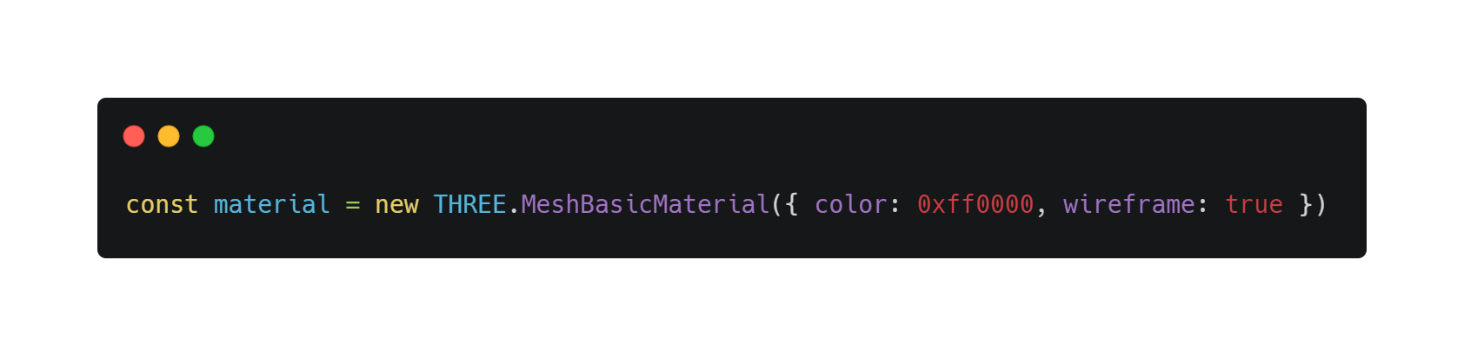 const material = new THREE.MeshBasicMaterial({ color: 0xff0000, wireframe: true })